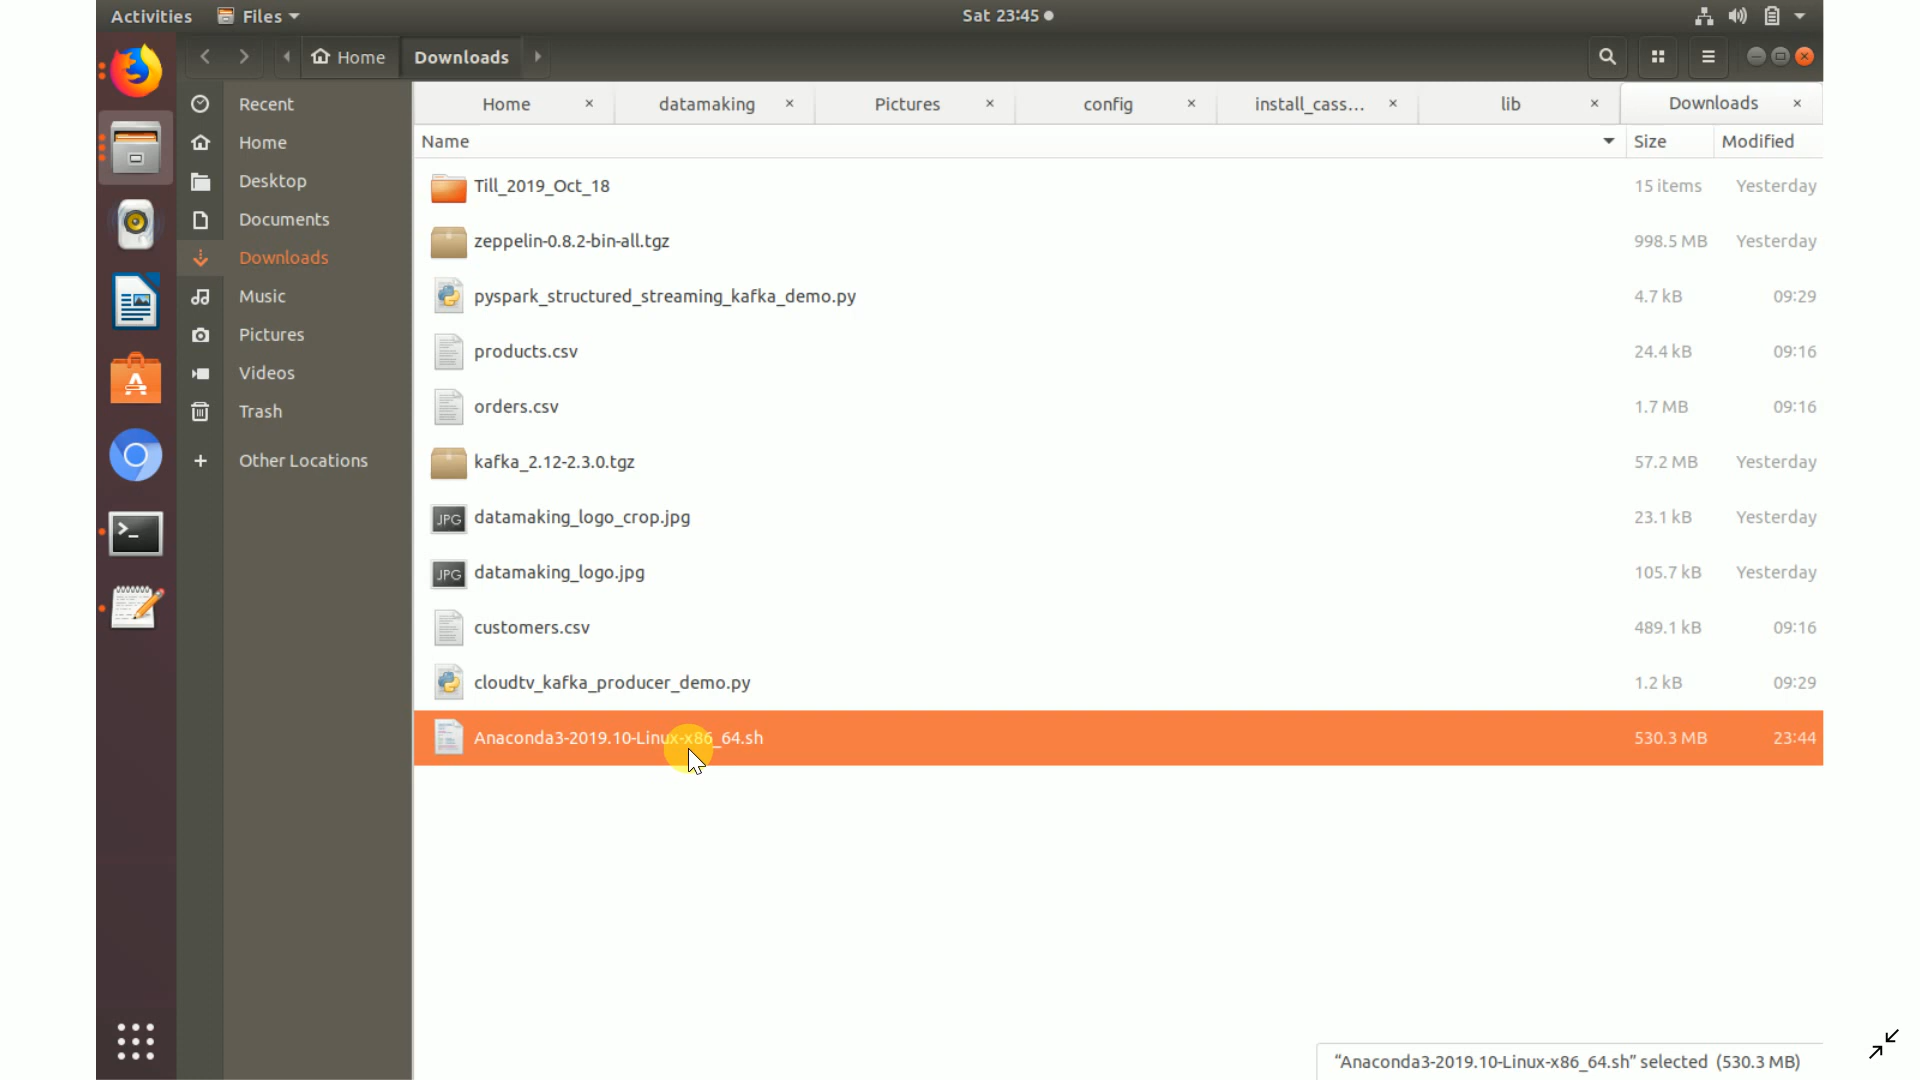 Activities Files Sat 23:45
Home Downloads
Recent
Home
Desktop
Documents
Downloads
Music
Pictures
Videos
Trash
+ Other Locations
Home × datamaking × Pictures × config × install_cass... × lib × Downloads ×
Name Size Modified
Till_2019_Oct_18 15 items Yesterday
zeppelin-0.8.2-bin-all.tgz 998.5 MB Yesterday
pyspark_structured_streaming_kafka_demo.py 4.7 kB 09:29
products.csv 24.4 kB 09:16
orders.csv 1.7 MB 09:16
kafka_2.12-2.3.0.tgz 57.2 MB Yesterday
JPG datamaking_logo_crop.jpg 23.1 kB Yesterday
JPG datamaking_logo.jpg 105.7 kB Yesterday
customers.csv 489.1 kB 09:16
cloudtv_kafka_producer_demo.py 1.2 kB 09:29
Anaconda3-2019.10-Linux-x86_64.sh 530.3 MB 23:44
“Anaconda3-2019.10-Linux-x86_64.sh” selected (530.3 MB)